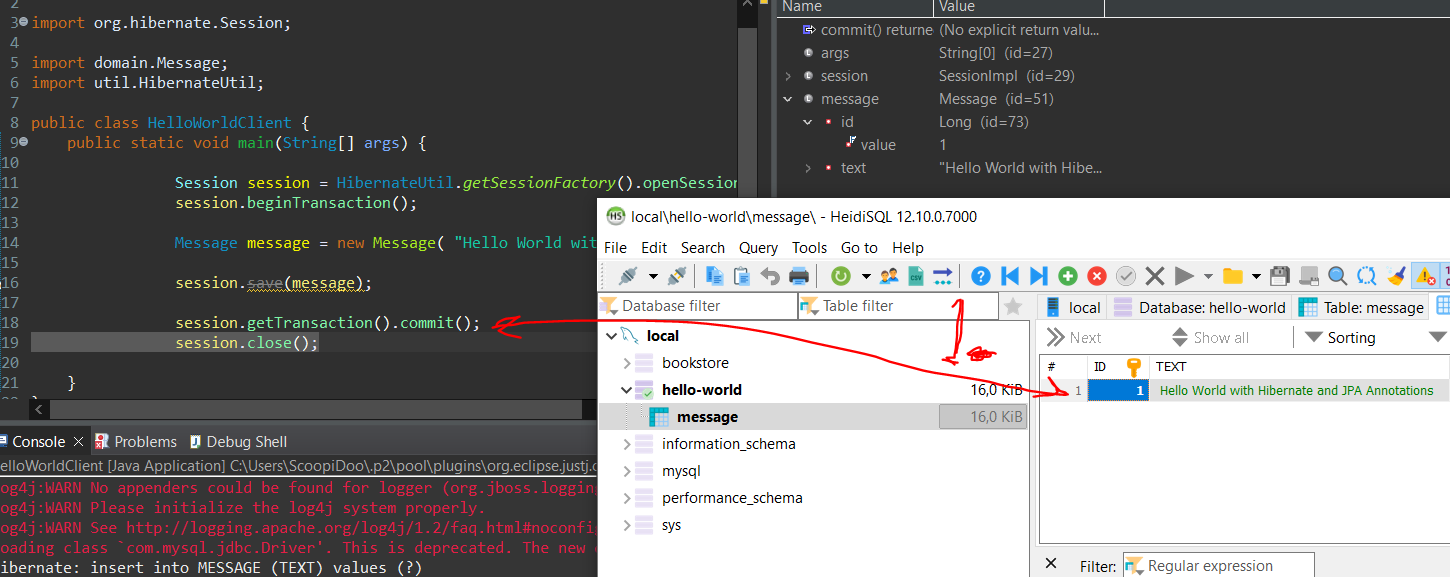 2
3 import org.hibernate.Session;
4
5 import domain.Message;
6 import util.HibernateUtil;
7
8 public class HelloWorldClient {
9 public static void main(String[] args) {
10
11 Session session = HibernateUtil.getSessionFactory().openSession
12 session.beginTransaction();
13
14 Message message = new Message( "Hello World wit
15
16 session.save(message);
17
18 session.getTransaction().commit();
19 session.close();
20
21 }
Console Problems Debug Shell
elloWorldClient [Java Application] C:\Users\ScoopiDoo\.p2\pool\plugins\org.eclipse.justj.o
og4j:WARN No appenders could be found for logger (org.jboss.logging
og4j:WARN Please initialize the log4j system properly.
og4j:WARN See http://logging.apache.org/log4j/1.2/faq.html#noconfig
oading class `com.mysql.jdbc.Driver'. This is deprecated. The new
ibernate: insert into MESSAGE (TEXT) values (?)
Name Value
commit() returne (No explicit return valu...
args String[0] (id=27)
session SessionImpl (id=29)
message Message (id=51)
id Long (id=73)
value 1
text "Hello World with Hibe...
HS local\hello-world\message\ - HeidiSQL 12.10.0.7000
File Edit Search Query Tools Go to Help
Database filter Table filter
local
bookstore
hello-world 16,0 KiB
message 16,0 KiB
information_schema
mysql
performance_schema
sys
local Database: hello-world Table: message
Next Show all Sorting
# ID TEXT
1 1 Hello World with Hibernate and JPA Annotations
Filter: Regular expression